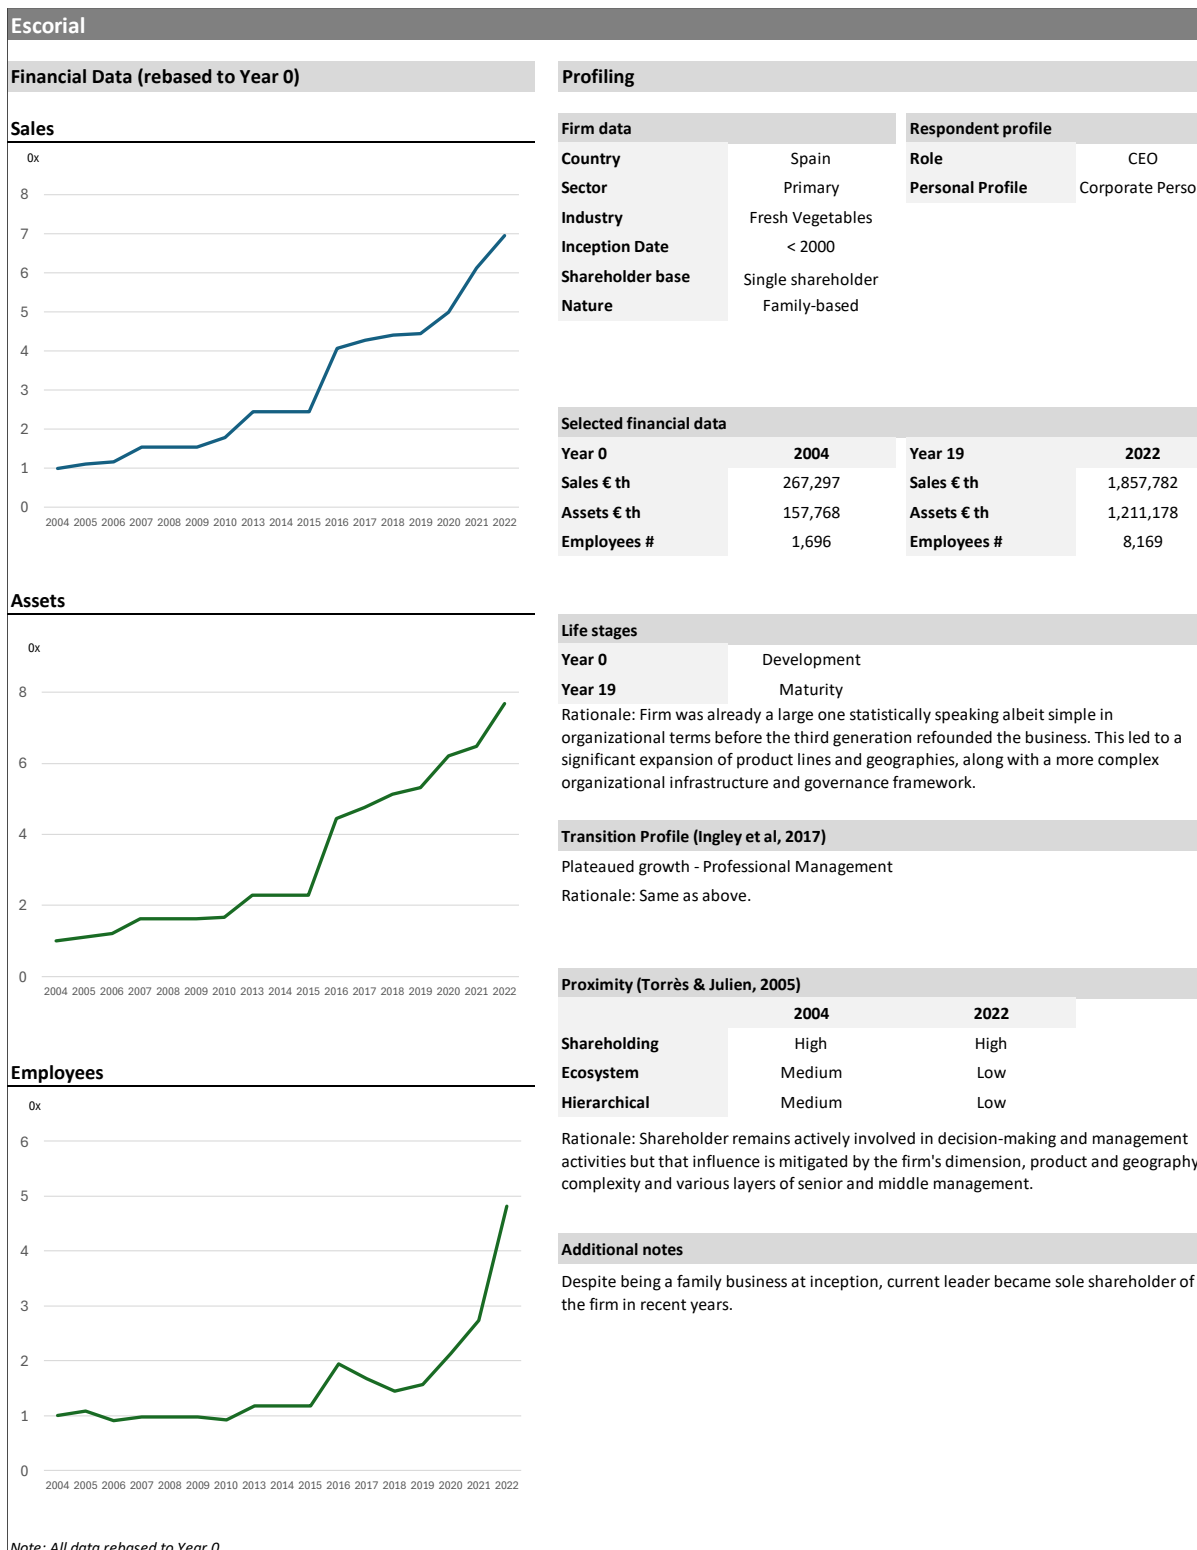 Escorial
Financial Data (rebased to Year 0)
Sales
0x
8
7
6
5
4
3
2
1
0
2004 2005 2006 2007 2008 2009 2010 2013 2014 2015 2016 2017 2018 2019 2020 2021 2022
Assets
0x
8
6
4
2
0
2004 2005 2006 2007 2008 2009 2010 2013 2014 2015 2016 2017 2018 2019 2020 2021 2022
Employees
0x
6
5
4
3
2
1
0
2004 2005 2006 2007 2008 2009 2010 2013 2014 2015 2016 2017 2018 2019 2020 2021 2022
Note: All data rebased to Year 0
Profiling
Firm data
Country Spain
Sector Primary
Industry Fresh Vegetables
Inception Date < 2000
Shareholder base Single shareholder
Nature Family-based
Respondent profile
Role CEO
Personal Profile Corporate Perso
Selected financial data
Year 0 2004 Year 19 2022
Sales € th 267,297 Sales € th 1,857,782
Assets € th 157,768 Assets € th 1,211,178
Employees # 1,696 Employees # 8,169
Life stages
Year 0 Development
Year 19 Maturity
Rationale: Firm was already a large one statistically speaking albeit simple in
organizational terms before the third generation refounded the business. This led to a
significant expansion of product lines and geographies, along with a more complex
organizational infrastructure and governance framework.
Transition Profile (Ingley et al, 2017)
Plateaued growth - Professional Management
Rationale: Same as above.
Proximity (Torrès & Julien, 2005)
2004 2022
Shareholding High High
Ecosystem Medium Low
Hierarchical Medium Low
Rationale: Shareholder remains actively involved in decision-making and management
activities but that influence is mitigated by the firm's dimension, product and geography
complexity and various layers of senior and middle management.
Additional notes
Despite being a family business at inception, current leader became sole shareholder of
the firm in recent years.